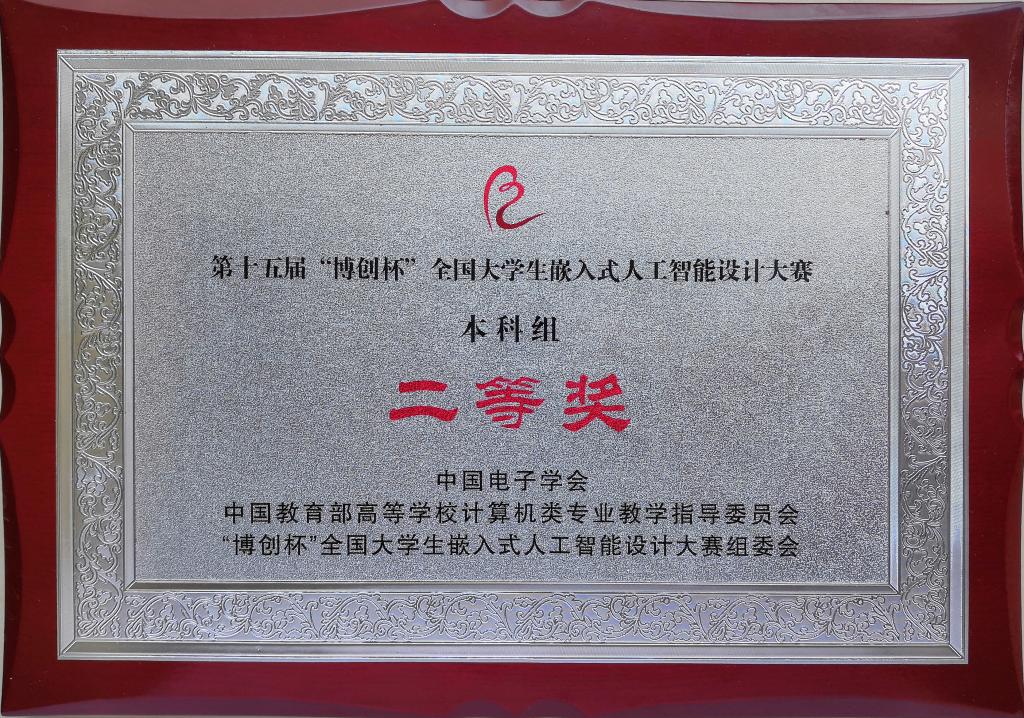 第十五届“博创杯”全国大学生嵌入式人工智能设计大赛
本科组
二等奖
中国电子学会
中国教育部高等学校计算机类专业教学指导委员会
“博创杯”全国大学生嵌入式人工智能设计大赛组委会